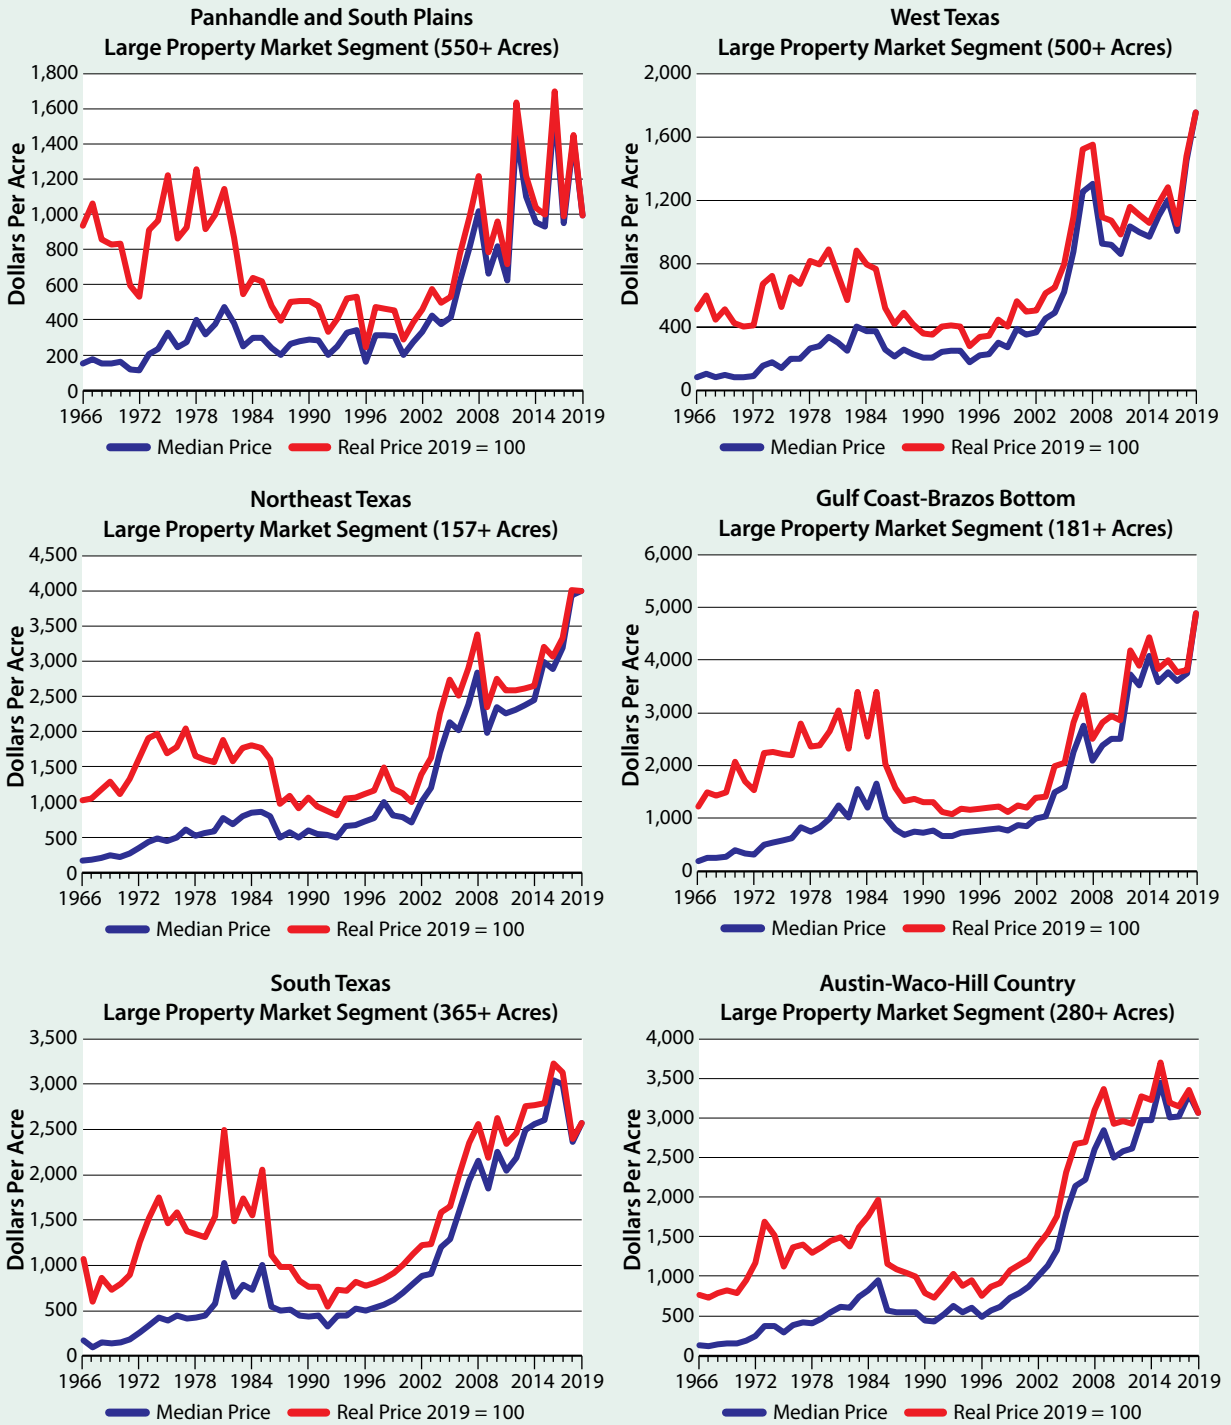 Panhandle and South Plains
Large Property Market Segment (550+ Acres)
Dollars Per Acre
1,800
1,600
1,400
1,200
1,000
800
600
400
200
0
1966 1972 1978 1984 1990 1996 2002 2008 2014 2019
Median Price Real Price 2019 = 100
West Texas
Large Property Market Segment (500+ Acres)
Dollars Per Acre
2,000
1,600
1,200
800
400
0
1966 1972 1978 1984 1990 1996 2002 2008 2014 2019
Median Price Real Price 2019 = 100
Northeast Texas
Large Property Market Segment (157+ Acres)
Dollars Per Acre
4,500
4,000
3,500
3,000
2,500
2,000
1,500
1,000
500
0
1966 1972 1978 1984 1990 1996 2002 2008 2014 2019
Median Price Real Price 2019 = 100
Gulf Coast-Brazos Bottom
Large Property Market Segment (181+ Acres)
Dollars Per Acre
6,000
5,000
4,000
3,000
2,000
1,000
0
1966 1972 1978 1984 1990 1996 2002 2008 2014 2019
Median Price Real Price 2019 = 100
South Texas
Large Property Market Segment (365+ Acres)
Dollars Per Acre
3,500
3,000
2,500
2,000
1,500
1,000
500
0
1966 1972 1978 1984 1990 1996 2002 2008 2014 2019
Median Price Real Price 2019 = 100
Austin-Waco-Hill Country
Large Property Market Segment (280+ Acres)
Dollars Per Acre
4,000
3,500
3,000
2,500
2,000
1,500
1,000
500
0
1966 1972 1978 1984 1990 1996 2002 2008 2014 2019
Median Price Real Price 2019 = 100